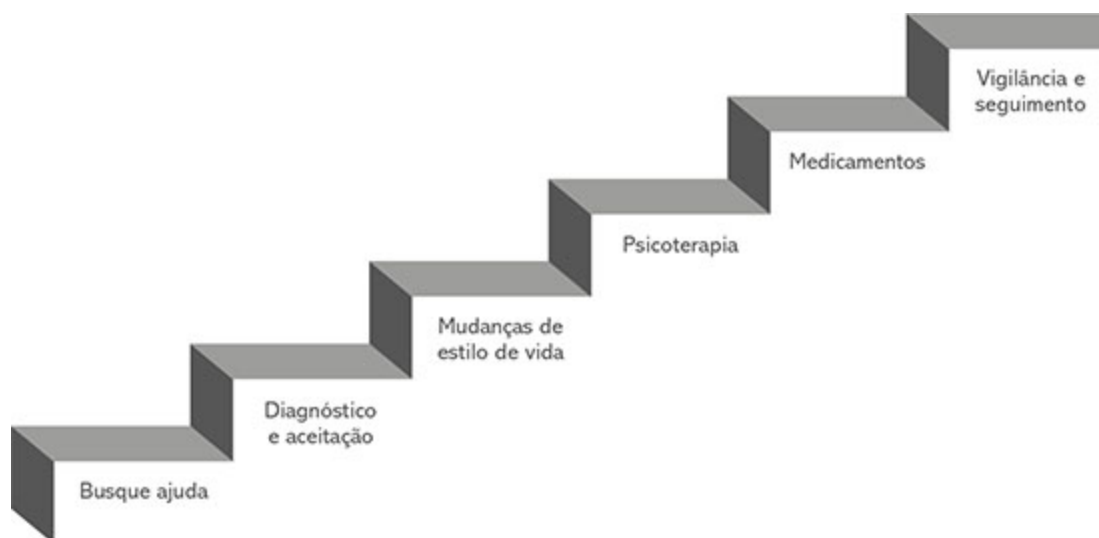 Vigilância e
seguimento
Medicamentos
Psicoterapia
Mudanças de
estilo de vida
Diagnóstico
e aceitação
Busque ajuda